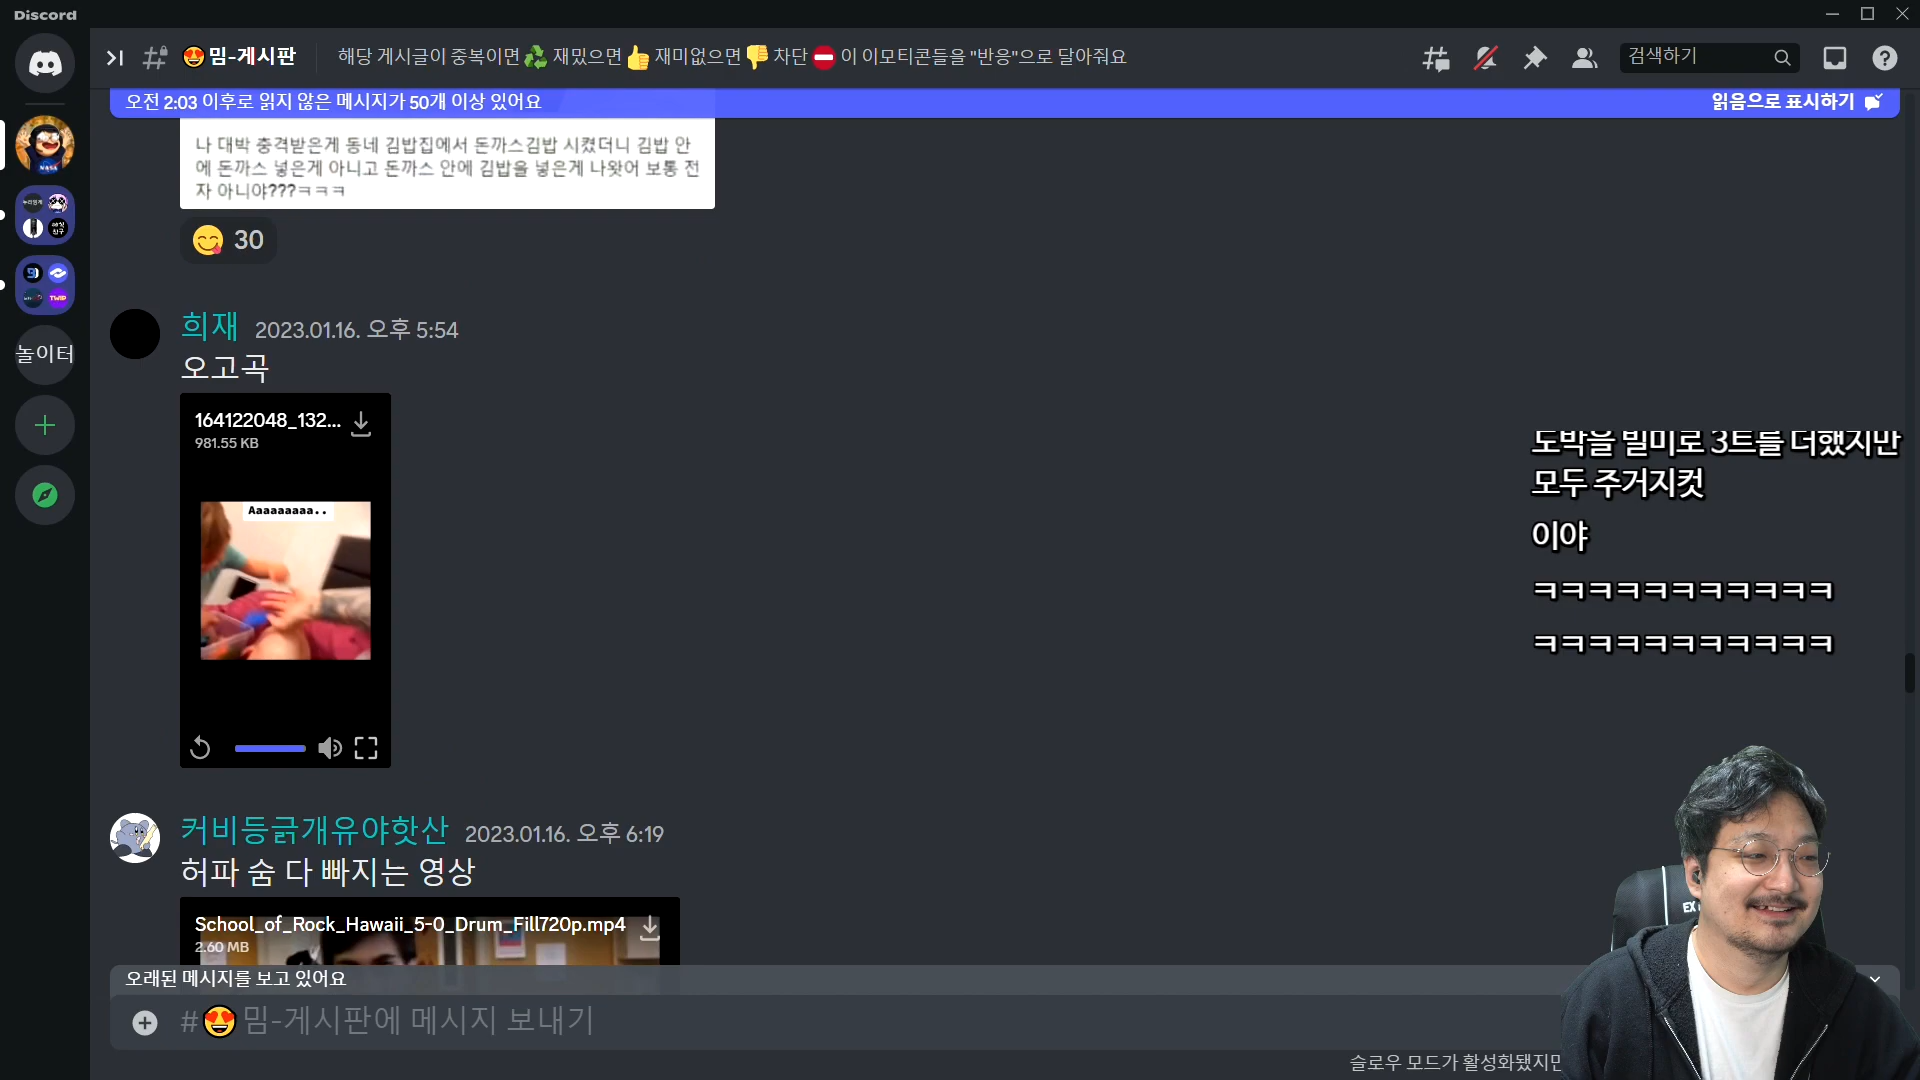 Discord
밈-게시판
해당 게시글이 중복이면 재밌으면 재미없으면 차단 이 이모티콘들을 "반응"으로 달아줘요
검색하기
오전 2:03 이후로 읽지 않은 메시지가 50개 이상 있어요
읽음으로 표시하기
나 대박 충격받은게 동네 김밥집에서 돈까스김밥 시켰더니 김밥 안
에 돈까스 넣은게 아니고 돈까스 안에 김밥을 넣은게 나왓어 보통 전
자 아니야???ㅋㅋㅋ
30
희재 2023.01.16. 오후 5:54
오고곡
164122048_132...
981.55 KB
Aaaaaaaaa..
커비등긁개유야핫산 2023.01.16. 오후 6:19
허파 숨 다 빠지는 영상
School_of_Rock_Hawaii_5-0_Drum_Fill720p.mp4
2.60 MB
오래된 메시지를 보고 있어요
#밈-게시판에 메시지 보내기
슬로우 모드가 활성화됐지만
놀이터
NASA
TWIP
도박을 빌미로 3트를 더했지만
모두 주거지컷
이야
ㅋㅋㅋㅋㅋㅋㅋㅋㅋㅋㅋ
ㅋㅋㅋㅋㅋㅋㅋㅋㅋㅋㅋ
EX